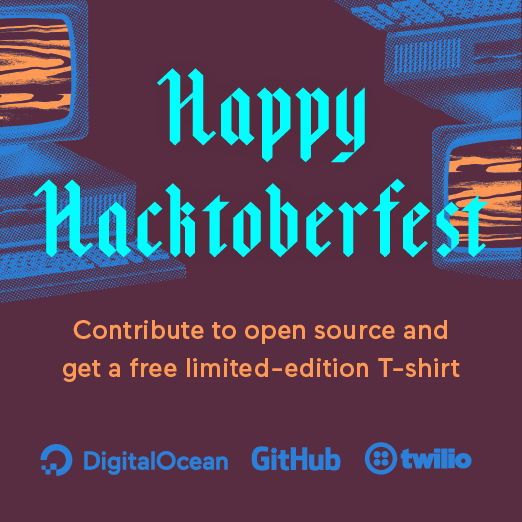 Happy
Hacktoberfest
Contribute to open source and
get a free limited-edition T-shirt
DigitalOcean GitHub twilio